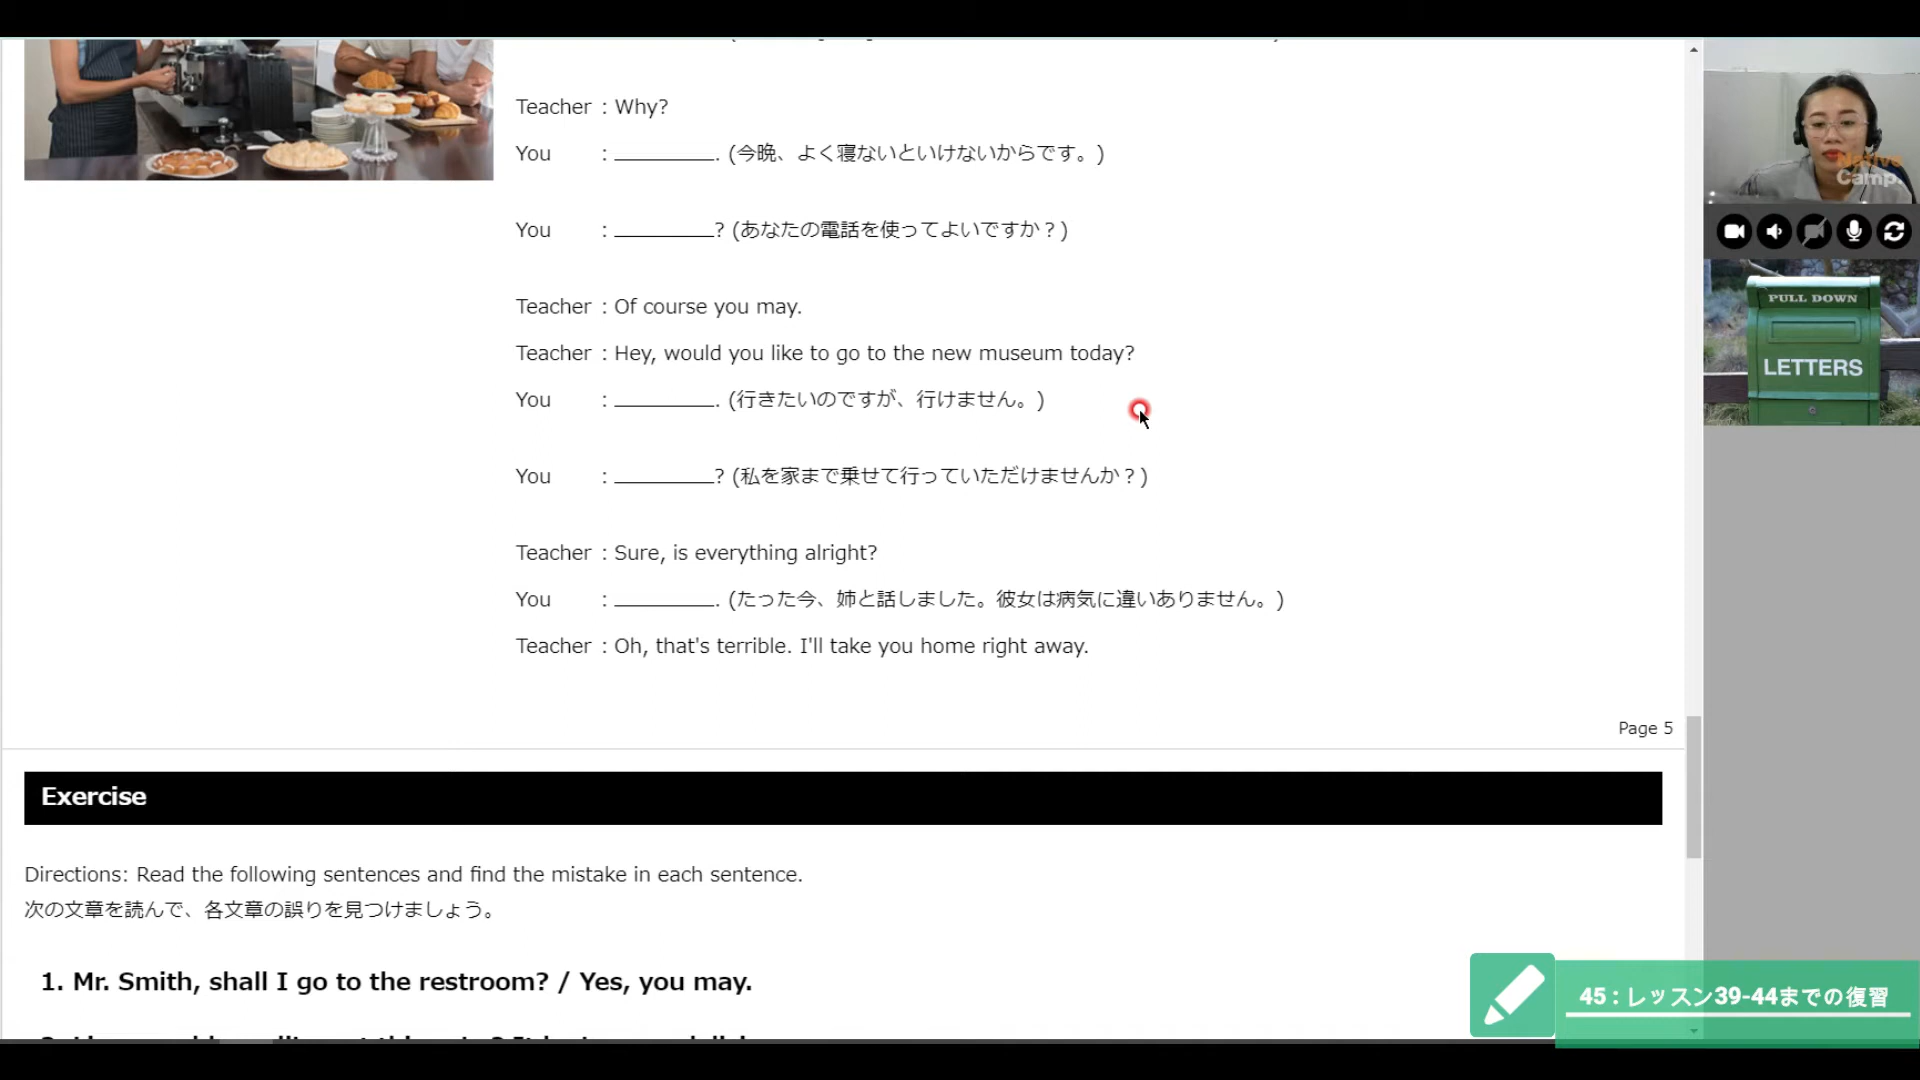 Teacher : Why?
You : __________. (今晩、よく寝ないといけないからです。)
You : __________? (あなたの電話を使ってよいですか？)
Teacher : Of course you may.
Teacher : Hey, would you like to go to the new museum today?
You : __________. (行きたいのですが、行けません。)
You : __________? (私を家まで乗せて行っていただけませんか？)
Teacher : Sure, is everything alright?
You : __________. (たった今、姉と話しました。彼女は病気に違いありません。)
Teacher : Oh, that's terrible. I'll take you home right away.
Page 5
Exercise
Directions: Read the following sentences and find the mistake in each sentence.
次の文章を読んで、各文章の誤りを見つけましょう。
1. Mr. Smith, shall I go to the restroom? / Yes, you may.
Native
Camp.
PULL DOWN
LETTERS
45 : レッスン39-44までの復習